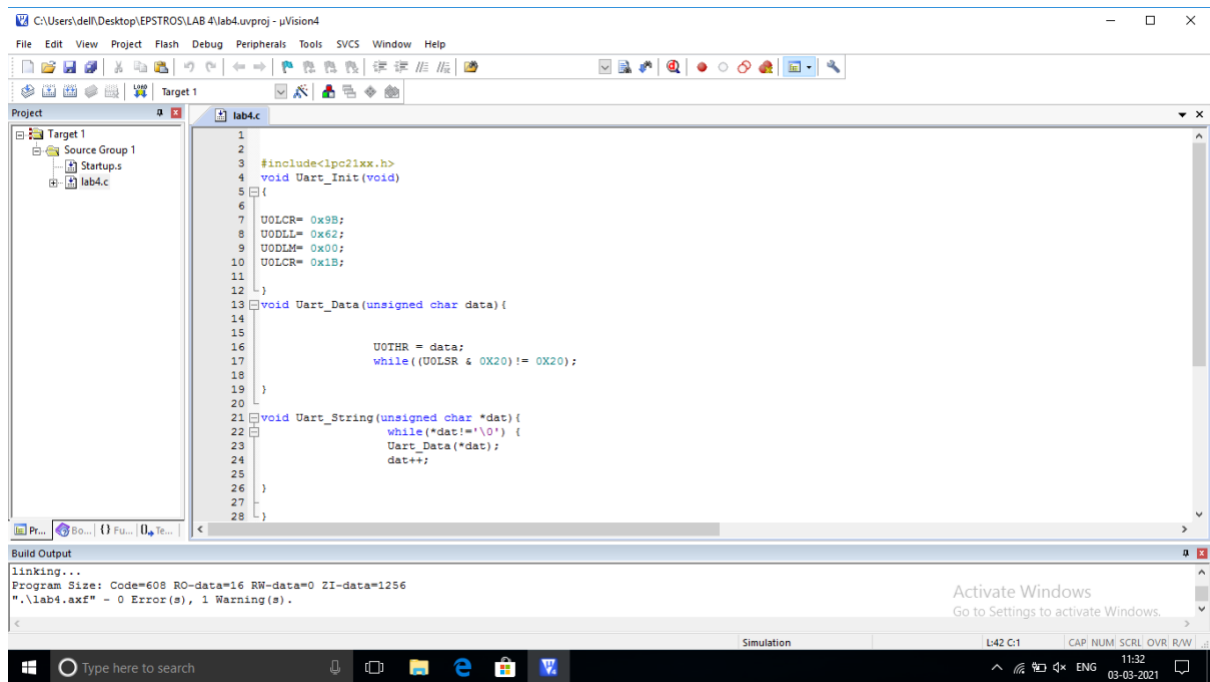 C:\Users\dell\Desktop\EPSTROS\LAB 4\lab4.uvproj - µVision4
File Edit View Project Flash Debug Peripherals Tools SVCS Window Help
LOAD Target 1
Project
lab4.c
Target 1
Source Group 1
Startup.s
lab4.c
1
2
3 #include<lpc21xx.h>
4 void Uart_Init(void)
5 {
6
7 U0LCR= 0x9B;
8 U0DLL= 0x62;
9 U0DLM= 0x00;
10 U0LCR= 0x1B;
11
12 }
13 void Uart_Data(unsigned char data){
14
15
16 U0THR = data;
17 while((U0LSR & 0X20)!= 0X20);
18
19 }
20
21 void Uart_String(unsigned char *dat){
22 while(*dat!='\0') {
23 Uart_Data(*dat);
24 dat++;
25
26 }
27
28 }
Pr... Bo... {} Fu... Te...
Build Output
linking...
Program Size: Code=608 RO-data=16 RW-data=0 ZI-data=1256
".\lab4.axf" - 0 Error(s), 1 Warning(s).
Activate Windows
Go to Settings to activate Windows.
Simulation L:42 C:1 CAP NUM SCRL OVR R/W
Type here to search
ENG
11:32
03-03-2021